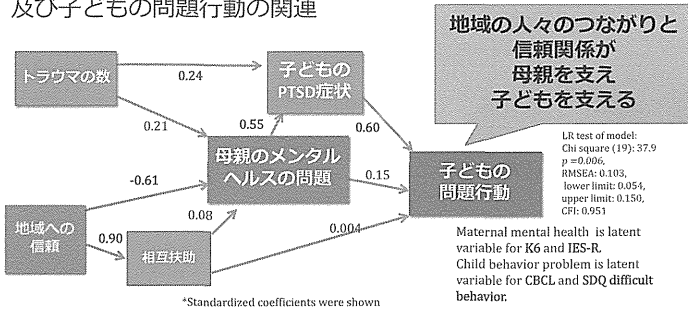 及び子どもの問題行動の関連
地域の人々のつながりと
信頼関係が
母親を支え
子どもを支える
トラウマの数
0.24
子どもの
PTSD症状
0.21
0.55
0.60
母親のメンタル
ヘルスの問題
0.15
子どもの
問題行動
LR test of model:
Chi square (19): 37.9
p =0.006,
RMSEA: 0.103,
lower limit: 0.054,
upper limit: 0.150,
CFI: 0.951
-0.61
0.08
地域への
信頼
0.90
相互扶助
0.004
Maternal mental health is latent
variable for K6 and IES-R.
Child behavior problem is latent
variable for CBCL and SDQ difficult
behavior.
*Standardized coefficients were shown